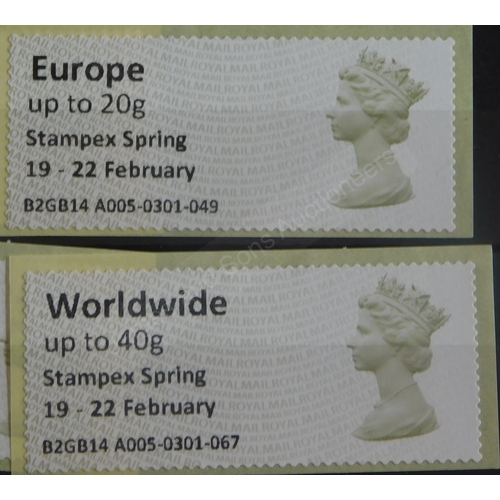 Europe
up to 20g
Stampex Spring
19 - 22 February
B2GB14 A005-0301-049
Worldwide
up to 40g
Stampex Spring
19 - 22 February
B2GB14 A005-0301-067